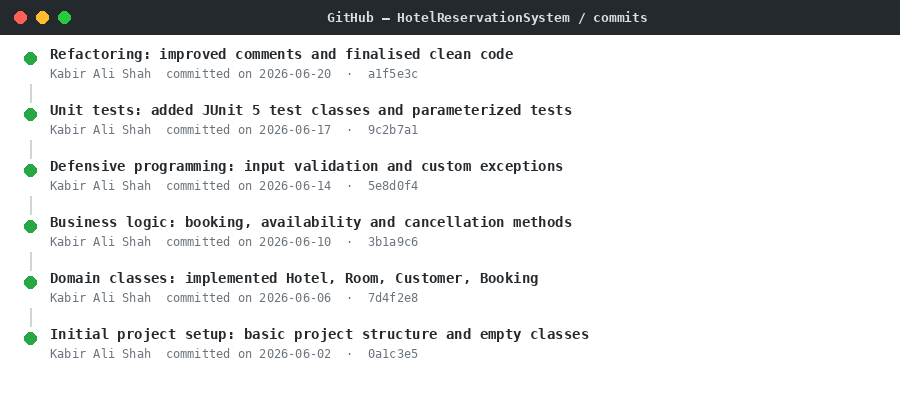 GitHub — HotelReservationSystem / commits
Refactoring: improved comments and finalised clean code
Kabir Ali Shah committed on 2026-06-20 · a1f5e3c
Unit tests: added JUnit 5 test classes and parameterized tests
Kabir Ali Shah committed on 2026-06-17 · 9c2b7a1
Defensive programming: input validation and custom exceptions
Kabir Ali Shah committed on 2026-06-14 · 5e8d0f4
Business logic: booking, availability and cancellation methods
Kabir Ali Shah committed on 2026-06-10 · 3b1a9c6
Domain classes: implemented Hotel, Room, Customer, Booking
Kabir Ali Shah committed on 2026-06-06 · 7d4f2e8
Initial project setup: basic project structure and empty classes
Kabir Ali Shah committed on 2026-06-02 · 0a1c3e5